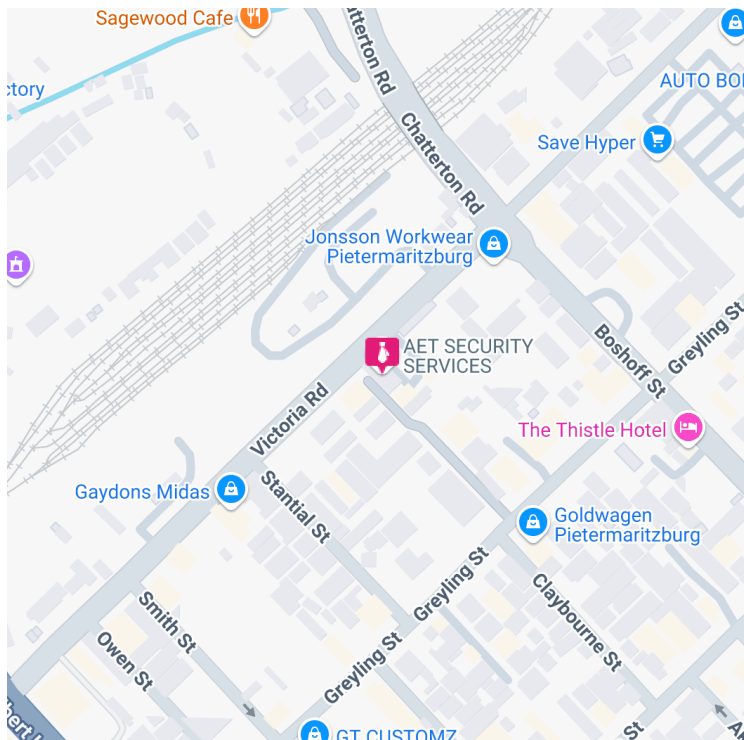 Sagewood Cafe
Chatterton Rd
ctory
AUTO BO
Chatterton Rd
Save Hyper
Jonsson Workwear
Pietermaritzburg
AET SECURITY
SERVICES
Boshoff St
Greyling St
Victoria Rd
The Thistle Hotel
Gaydons Midas
Stantial St
Goldwagen
Pietermaritzburg
Greyling St
Claybourne St
Smith St
Owen St
Greyling St
GT CUSTOMZ
St